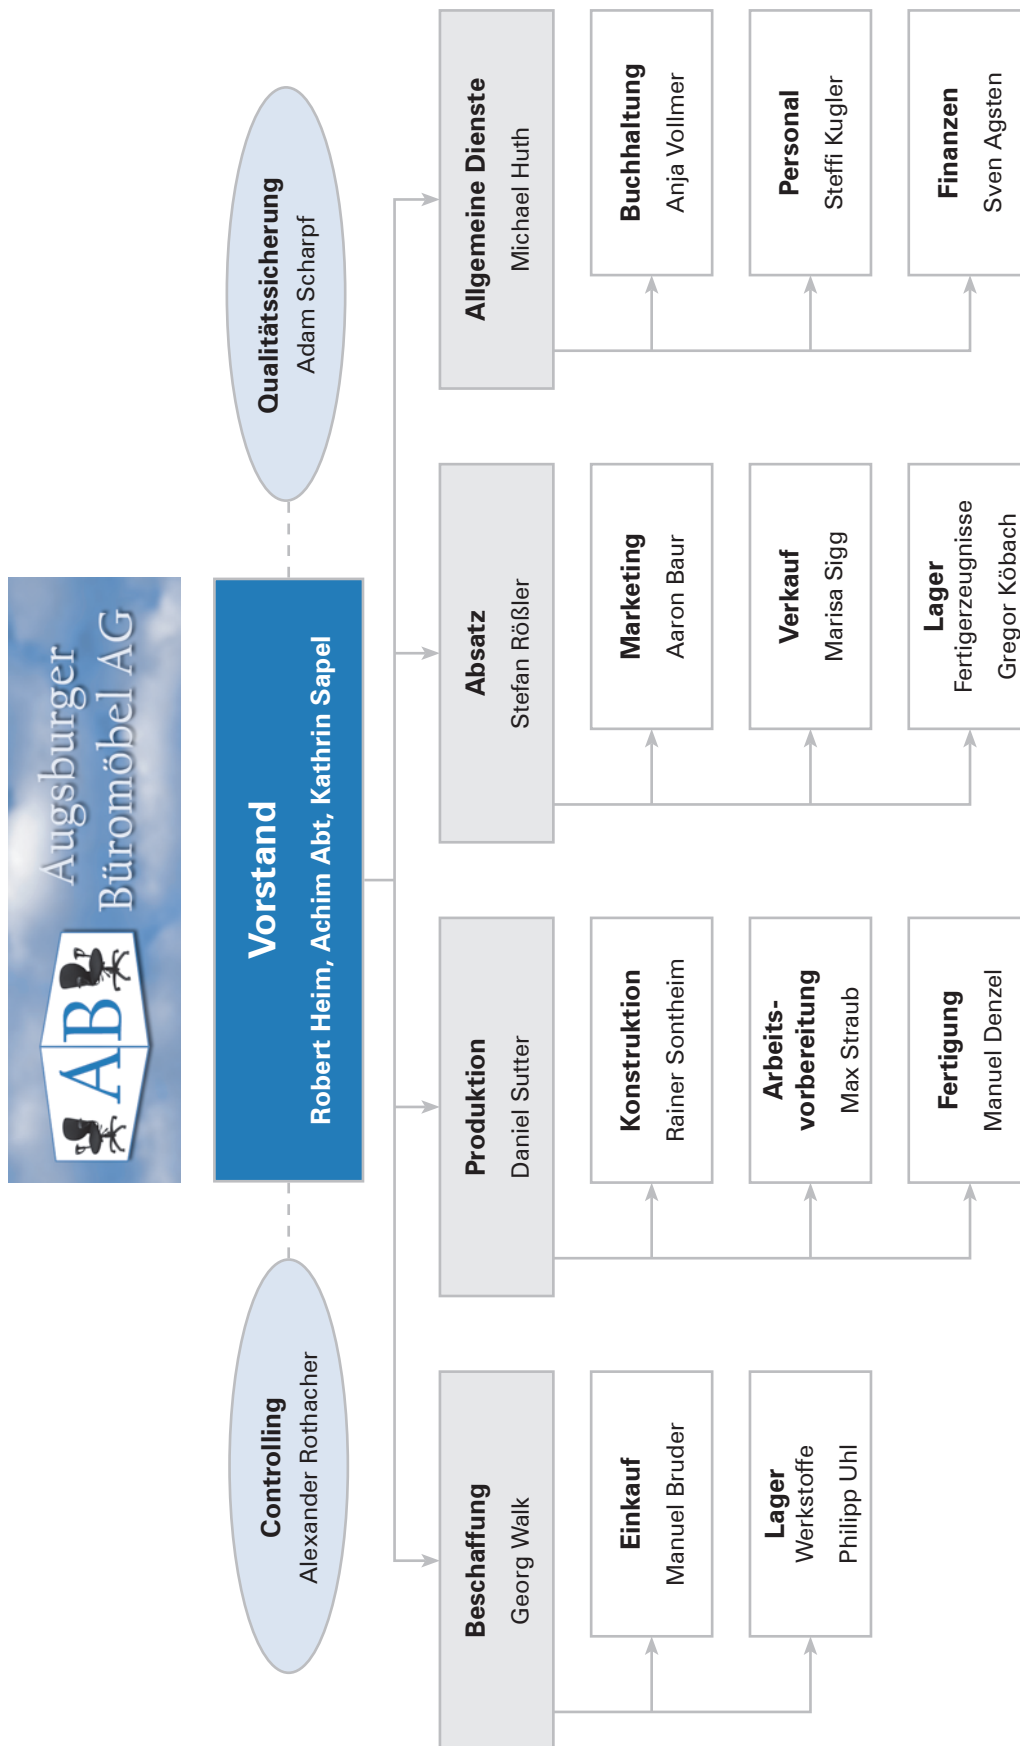 AB
Augsburger
Büromöbel AG
Controlling
Alexander Rothacher
Vorstand
Robert Heim, Achim Abt, Kathrin Sapel
Qualitätssicherung
Adam Scharpf
Beschaffung
Georg Walk
Einkauf
Manuel Bruder
Lager
Werkstoffe
Philipp Uhl
Produktion
Daniel Sutter
Konstruktion
Rainer Sontheim
Arbeits-
vorbereitung
Max Straub
Fertigung
Manuel Denzel
Absatz
Stefan Rößler
Marketing
Aaron Baur
Verkauf
Marisa Sigg
Lager
Fertigerzeugnisse
Gregor Köbach
Allgemeine Dienste
Michael Huth
Buchhaltung
Anja Vollmer
Personal
Steffi Kugler
Finanzen
Sven Agsten